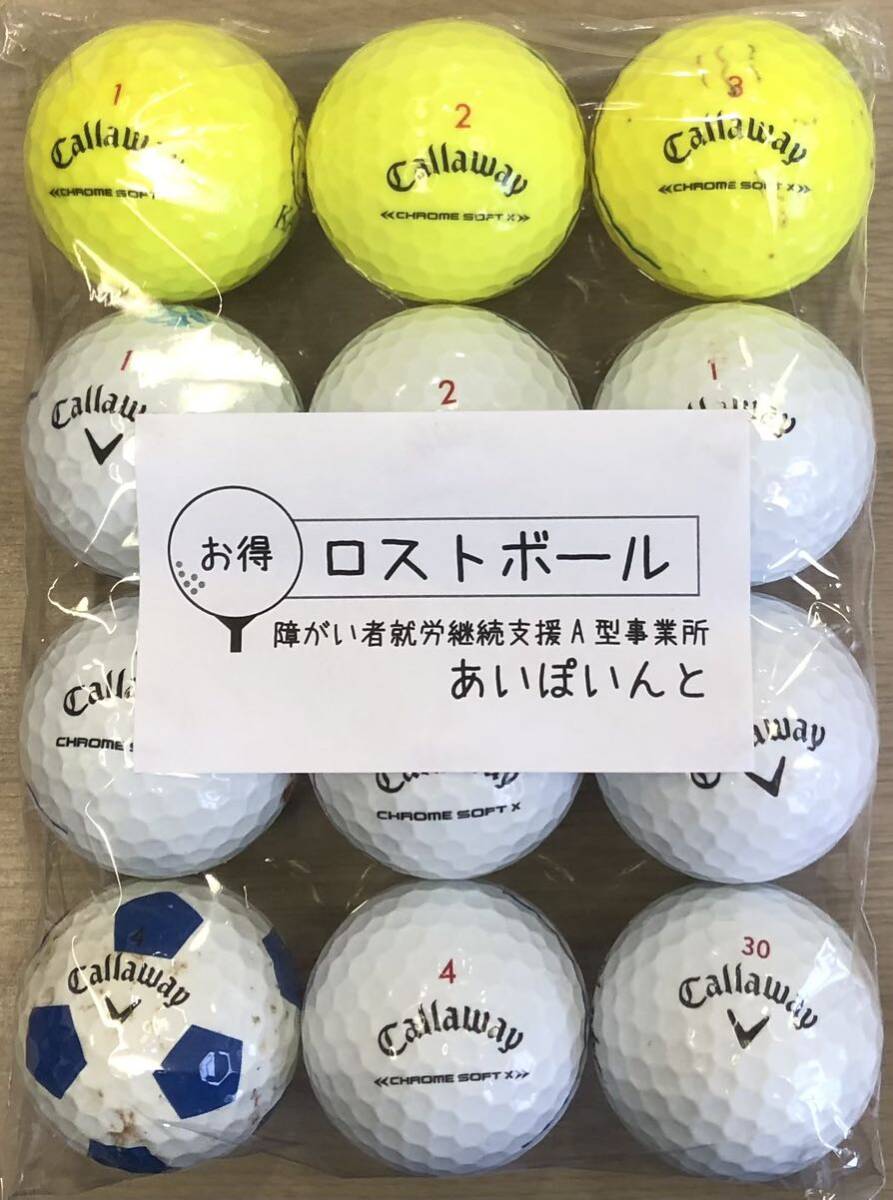 1
Callaway
CHROME SOFT
2
Callaway
CHROME SOFT X
3
Callaway
CHROME SOFT X
1
2
1
お得
ロストボール
障がい者就労継続支援A型事業所
あいぽいんと
CHROME
Callaway
CHROME SOFT X
4
Callaway
4
Callaway
CHROME SOFT X
30
Callaway